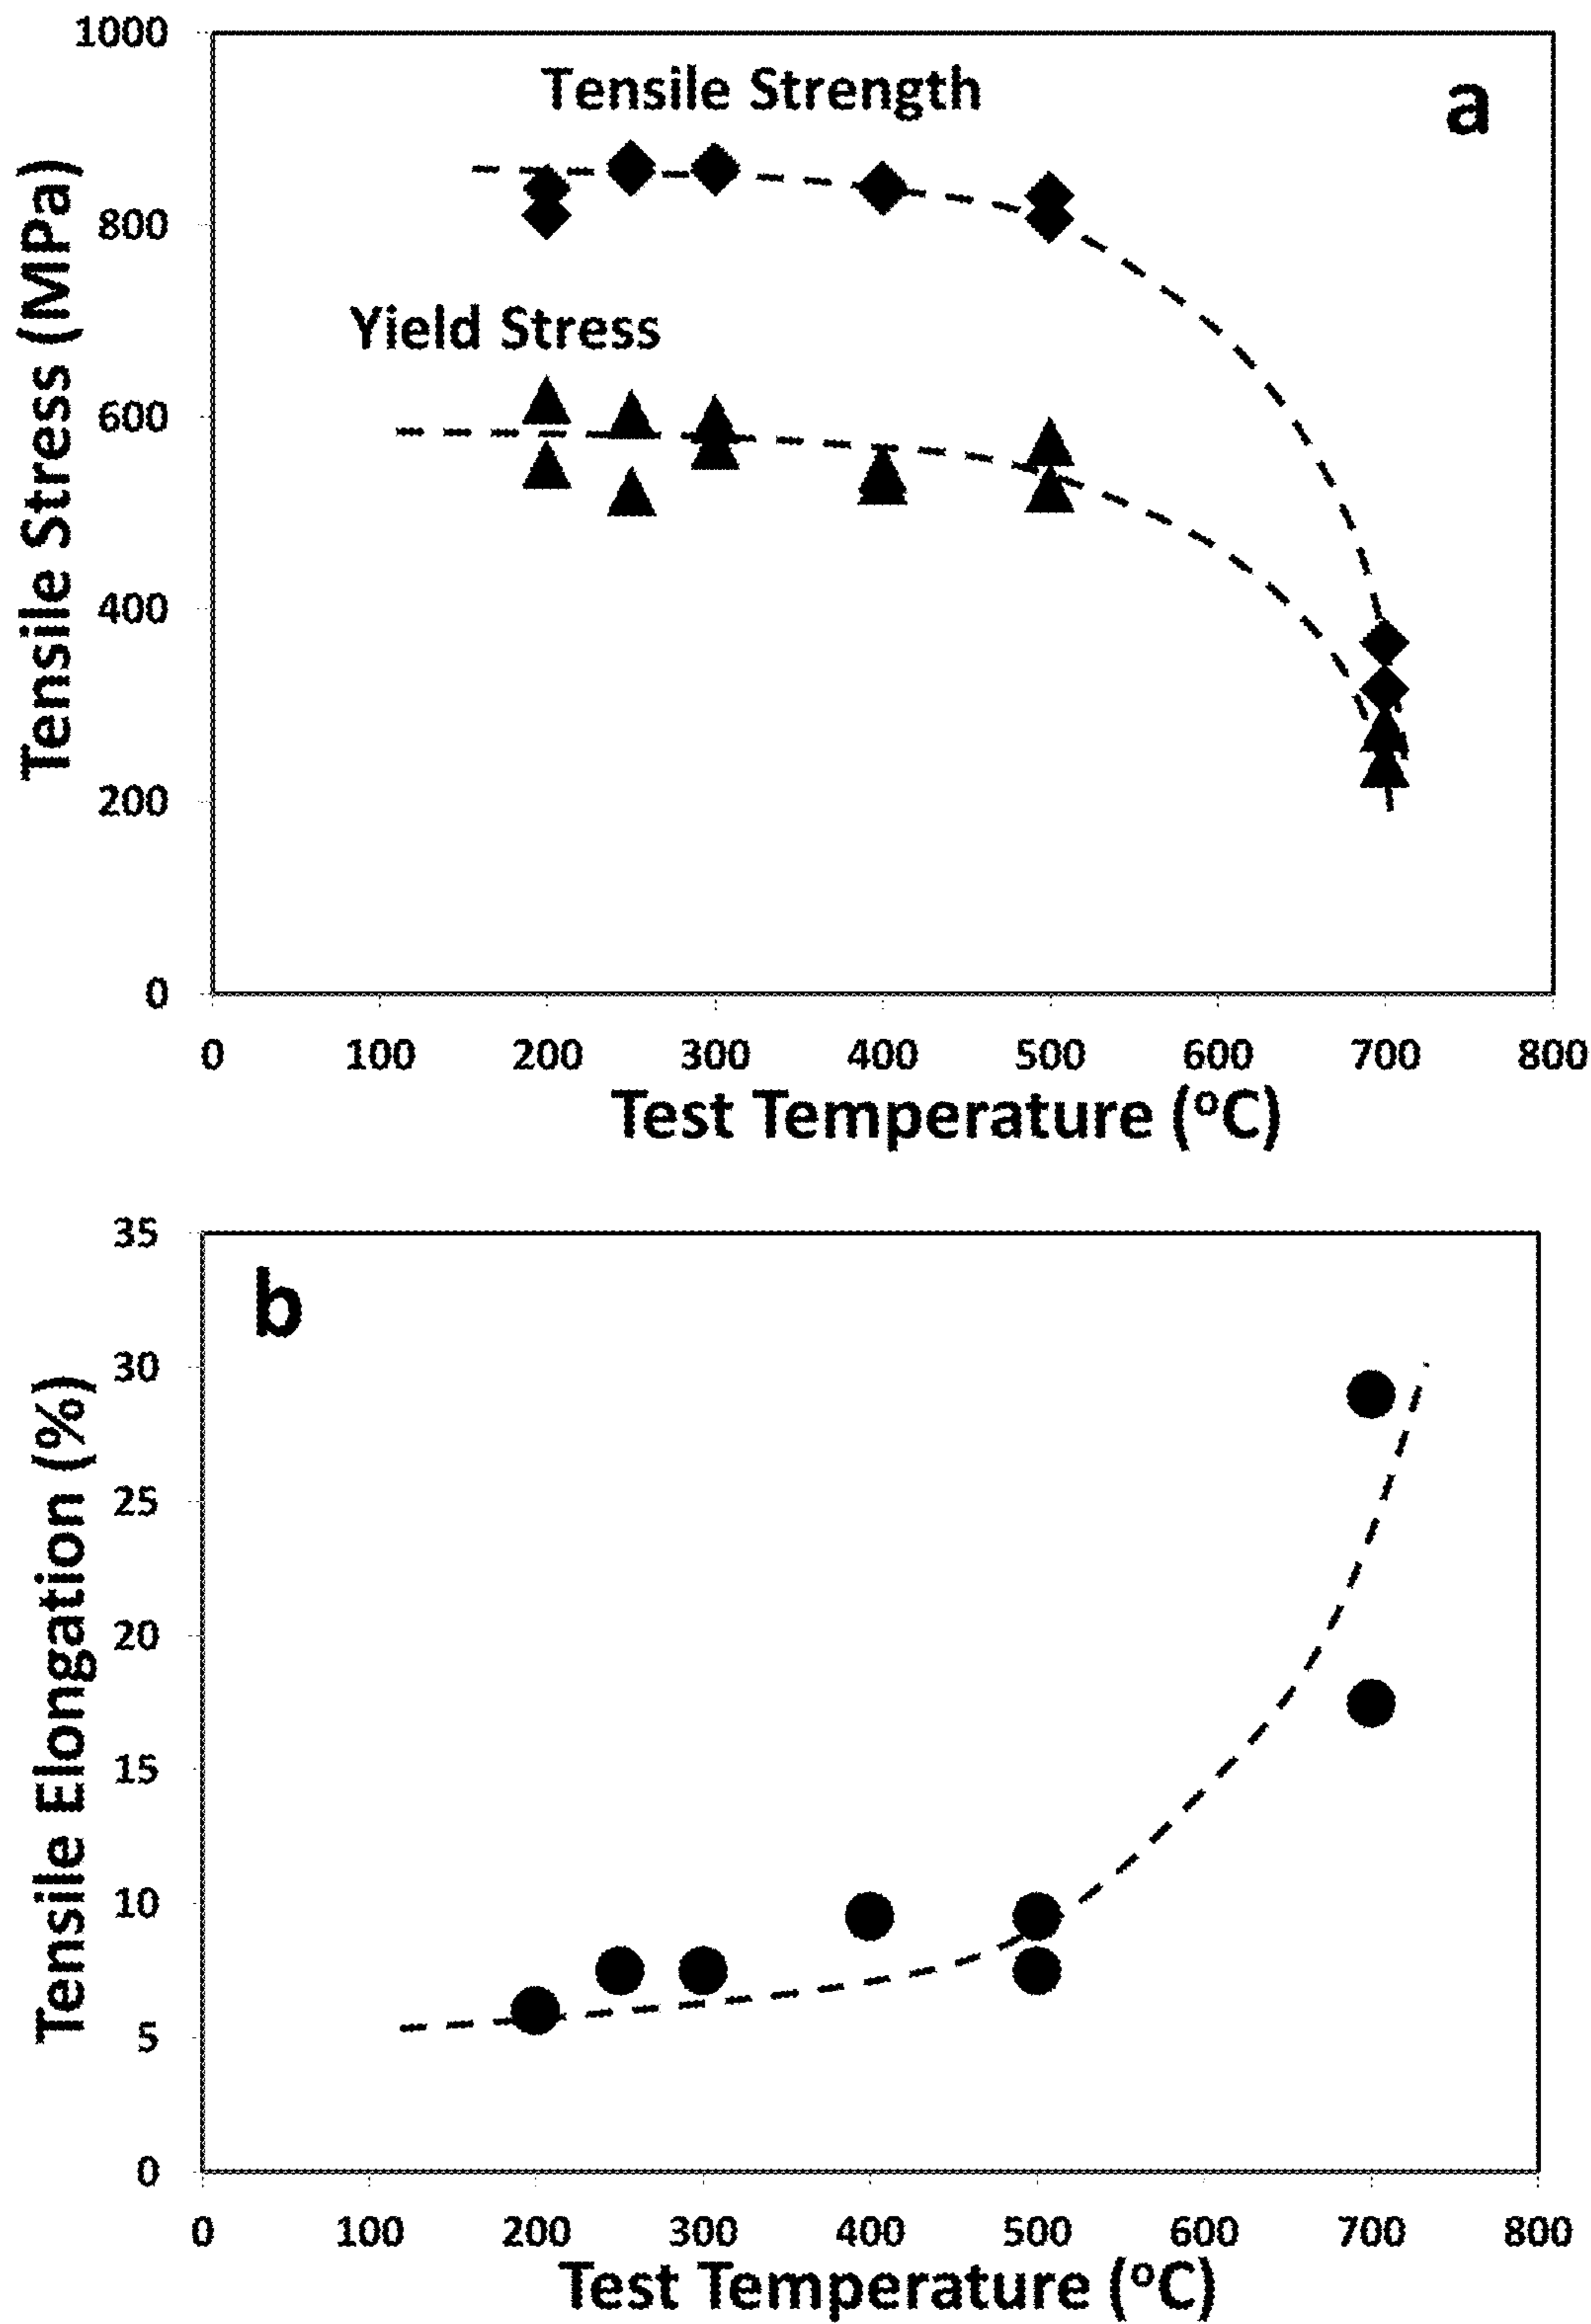 1000
Tensile Strength
a
800
Yield Stress
600
400
200
0
Tensile Stress (MPa)
0 100 200 300 400 500 600 700 800
Test Temperature (°C)
35
b
30
25
20
15
10
5
0
Tensile Elongation (%)
0 100 200 300 400 500 600 700 800
Test Temperature (°C)